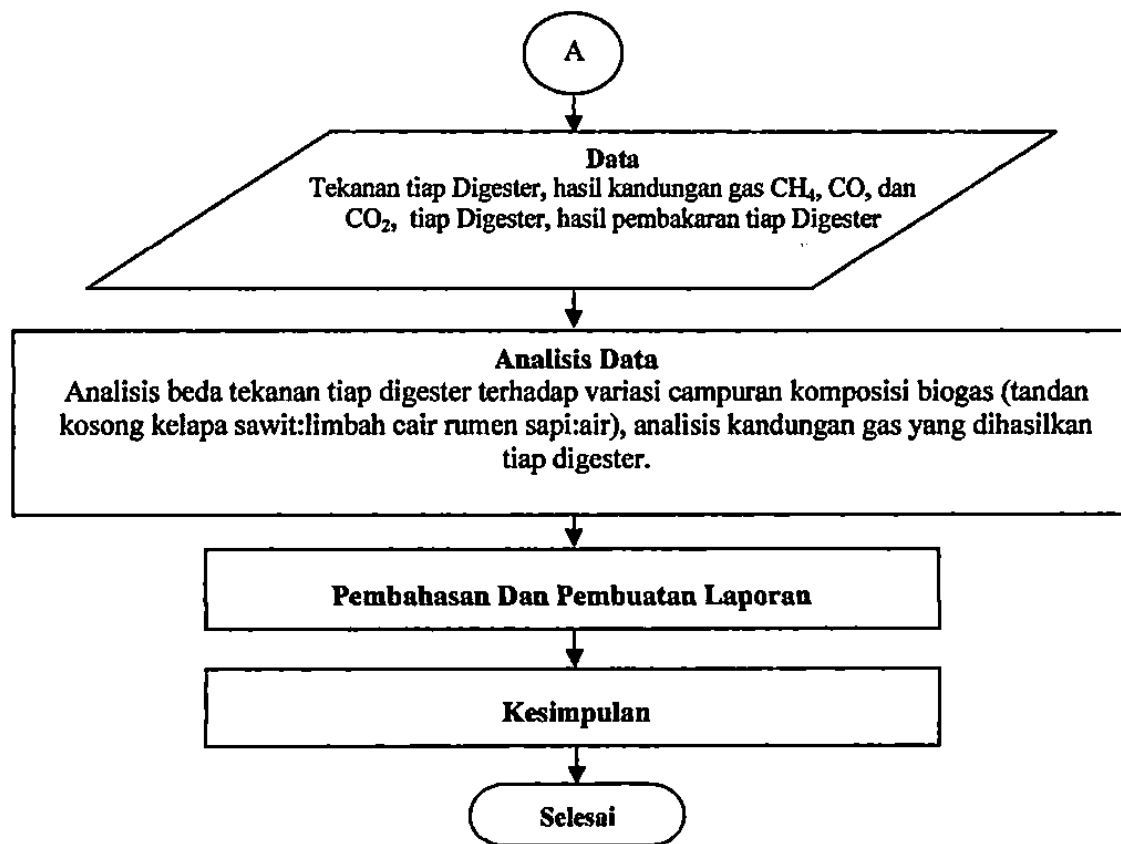 A
Data
Tekanan tiap Digester, hasil kandungan gas CH₄, CO, dan
CO₂, tiap Digester, hasil pembakaran tiap Digester
Analisis Data
Analisis beda tekanan tiap digester terhadap variasi campuran komposisi biogas (tandan
kosong kelapa sawit:limbah cair rumen sapi:air), analisis kandungan gas yang dihasilkan
tiap digester.
Pembahasan Dan Pembuatan Laporan
Kesimpulan
Selesai